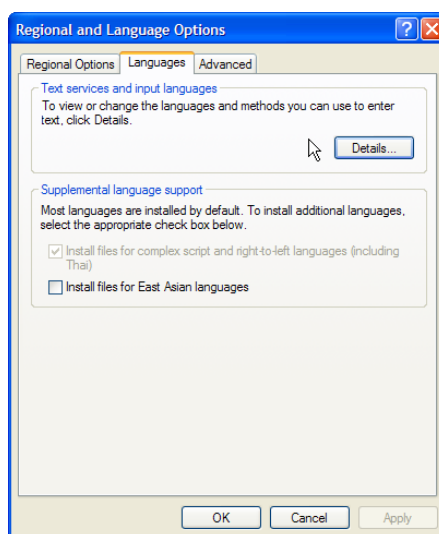 Regional and Language Options
Regional Options Languages Advanced
Text services and input languages
To view or change the languages and methods you can use to enter
text, click Details.
Details...
Supplemental language support
Most languages are installed by default. To install additional languages,
select the appropriate check box below.
Install files for complex script and right-to-left languages (including
Thai)
Install files for East Asian languages
OK Cancel Apply